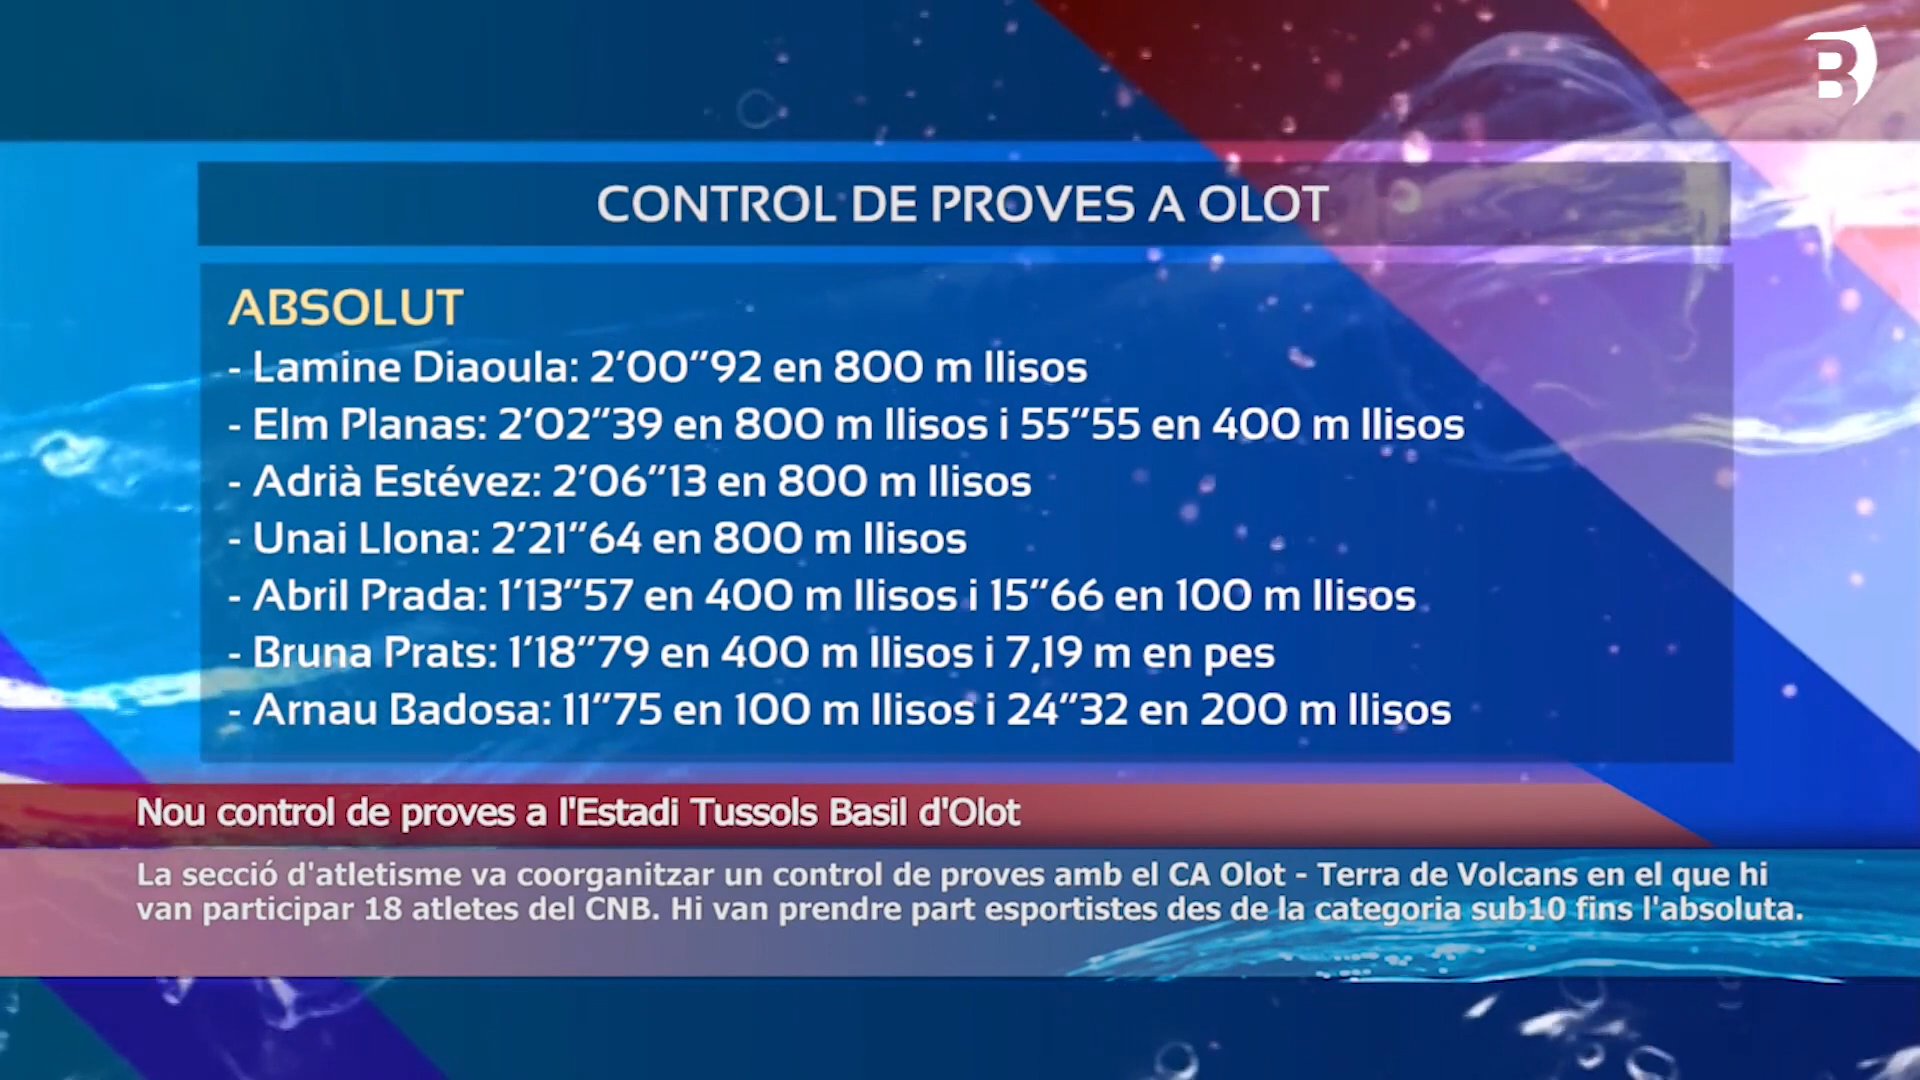 B
CONTROL DE PROVES A OLOT
ABSOLUT
- Lamine Diaoula: 2’00”92 en 800 m llisos
- Elm Planas: 2’02”39 en 800 m llisos i 55”55 en 400 m llisos
- Adrià Estévez: 2’06”13 en 800 m llisos
- Unai Llona: 2’21”64 en 800 m llisos
- Abril Prada: 1’13”57 en 400 m llisos i 15”66 en 100 m llisos
- Bruna Prats: 1’18”79 en 400 m llisos i 7,19 m en pes
- Arnau Badosa: 11”75 en 100 m llisos i 24”32 en 200 m llisos
Nou control de proves a l'Estadi Tussols Basil d'Olot
La secció d'atletisme va coorganitzar un control de proves amb el CA Olot - Terra de Volcans en el que hi
van participar 18 atletes del CNB. Hi van prendre part esportistes des de la categoria sub10 fins l'absoluta.